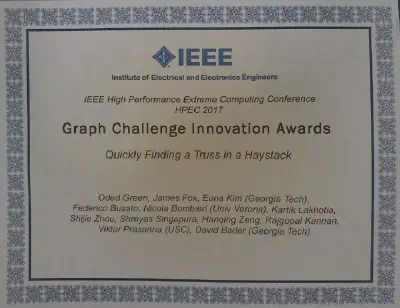 IEEE
Institute of Electrical and Electronics Engineers
IEEE High Performance Extreme Computing Conference
HPEC 2017
Graph Challenge Innovation Awards
Quickly Finding a Truss in a Haystack
Oded Green, James Fox, Euna Kim (Georgia Tech),
Federico Busato, Nicola Bombieri (Univ Verona), Kartik Lakhotia,
Shijie Zhou, Shreyas Singapura, Hanqing Zeng, Rajgopal Kannan,
Viktor Prasanna (USC), David Bader (Georgia Tech)